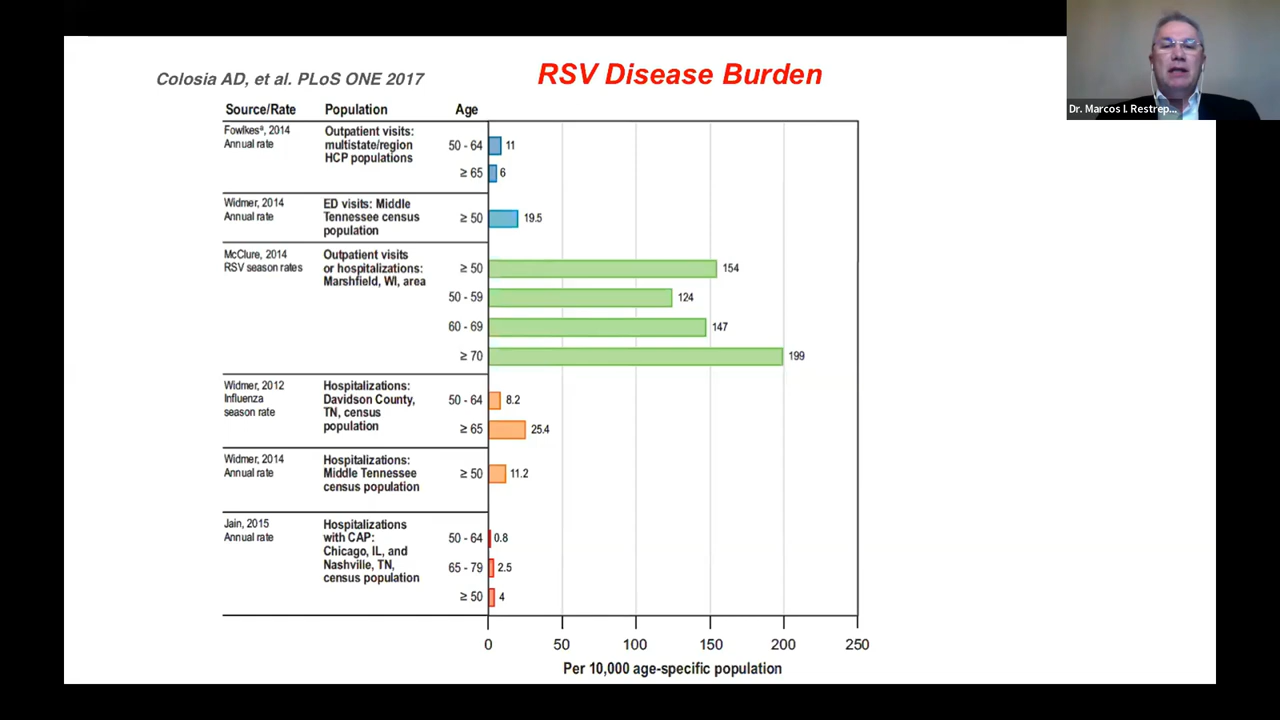 Colosia AD, et al. PLoS ONE 2017
RSV Disease Burden
Dr. Marcos I. Restrep...
Source/Rate Population Age
Fowlkesª, 2014
Annual rate
Outpatient visits:
multistate/region
HCP populations
50 - 64 11
≥ 65 6
Widmer, 2014
Annual rate
ED visits: Middle
Tennessee census
population
≥ 50 19.5
McClure, 2014
RSV season rates
Outpatient visits
or hospitalizations:
Marshfield, WI, area
≥ 50 154
50 - 59 124
60 - 69 147
≥ 70 199
Widmer, 2012
Influenza
season rate
Hospitalizations:
Davidson County,
TN, census
population
50 - 64 8.2
≥ 65 25.4
Widmer, 2014
Annual rate
Hospitalizations:
Middle Tennessee
census population
≥ 50 11.2
Jain, 2015
Annual rate
Hospitalizations
with CAP:
Chicago, IL, and
Nashville, TN,
census population
50 - 64 0.8
65 - 79 2.5
≥ 50 4
0 50 100 150 200 250
Per 10,000 age-specific population